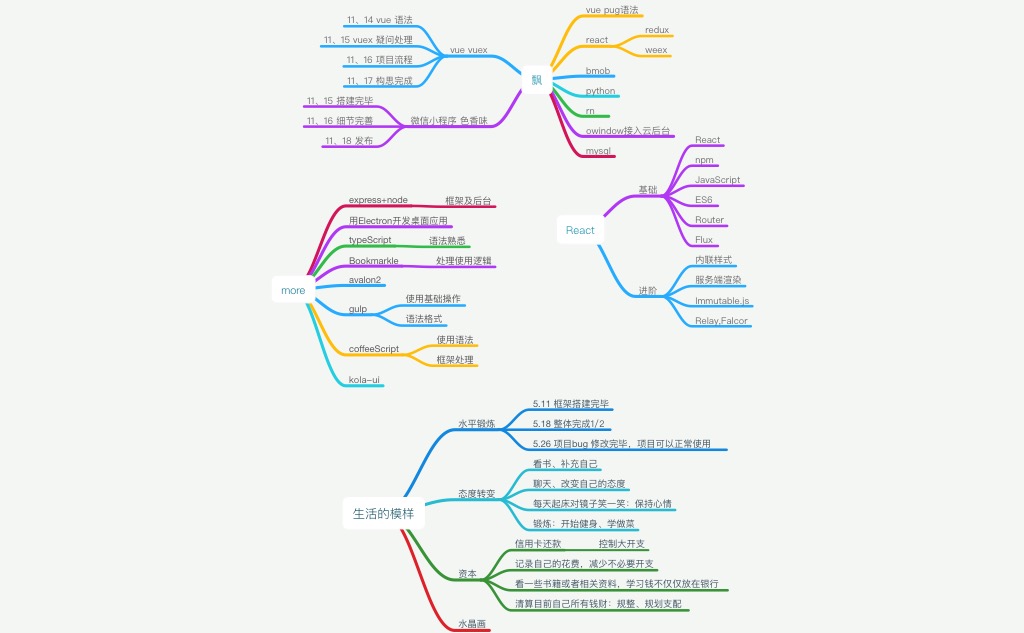 飘
vue vuex
11、14 vue 语法
11、15 vuex 疑问处理
11、16 项目流程
11、17 构思完成
微信小程序 色香味
11、15 搭建完毕
11、16 细节完善
11、18 发布
vue pug语法
react
redux
weex
bmob
python
rn
owindow接入云后台
mysql
React
基础
React
npm
JavaScript
ES6
Router
Flux
进阶
内联样式
服务端渲染
Immutable.js
Relay,Falcor
more
express+node
框架及后台
用Electron开发桌面应用
typeScript
语法熟悉
Bookmarkle
处理使用逻辑
avalon2
gulp
使用基础操作
语法格式
coffeeScript
使用语法
框架处理
kola-ui
生活的模样
水平锻炼
5.11 框架搭建完毕
5.18 整体完成1/2
5.26 项目bug 修改完毕，项目可以正常使用
态度转变
看书、补充自己
聊天、改变自己的态度
每天起床对镜子笑一笑：保持心情
锻炼：开始健身、学做菜
资本
信用卡还款
控制大开支
记录自己的花费，减少不必要开支
看一些书籍或者相关资料，学习钱不仅仅放在银行
清算目前自己所有钱财：规整、规划支配
水晶画